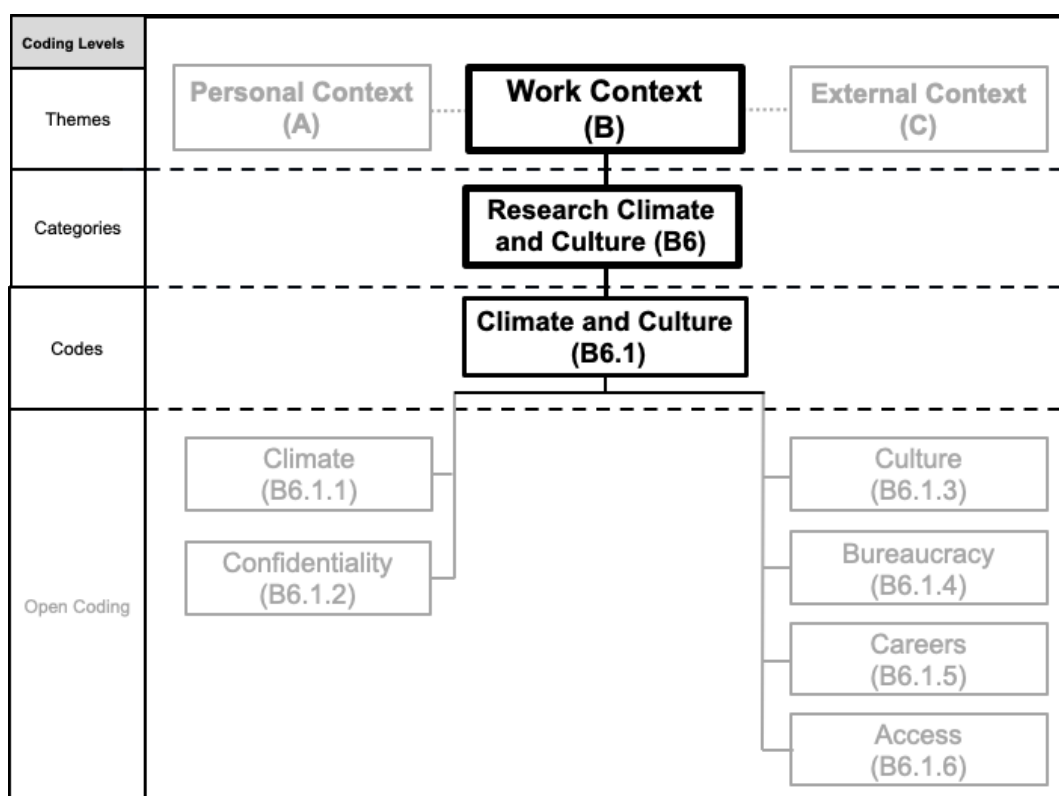 Coding Levels
Themes
Personal Context
(A)
Work Context
(B)
External Context
(C)
Categories
Research Climate
and Culture (B6)
Codes
Climate and Culture
(B6.1)
Open Coding
Climate
(B6.1.1)
Confidentiality
(B6.1.2)
Culture
(B6.1.3)
Bureaucracy
(B6.1.4)
Careers
(B6.1.5)
Access
(B6.1.6)